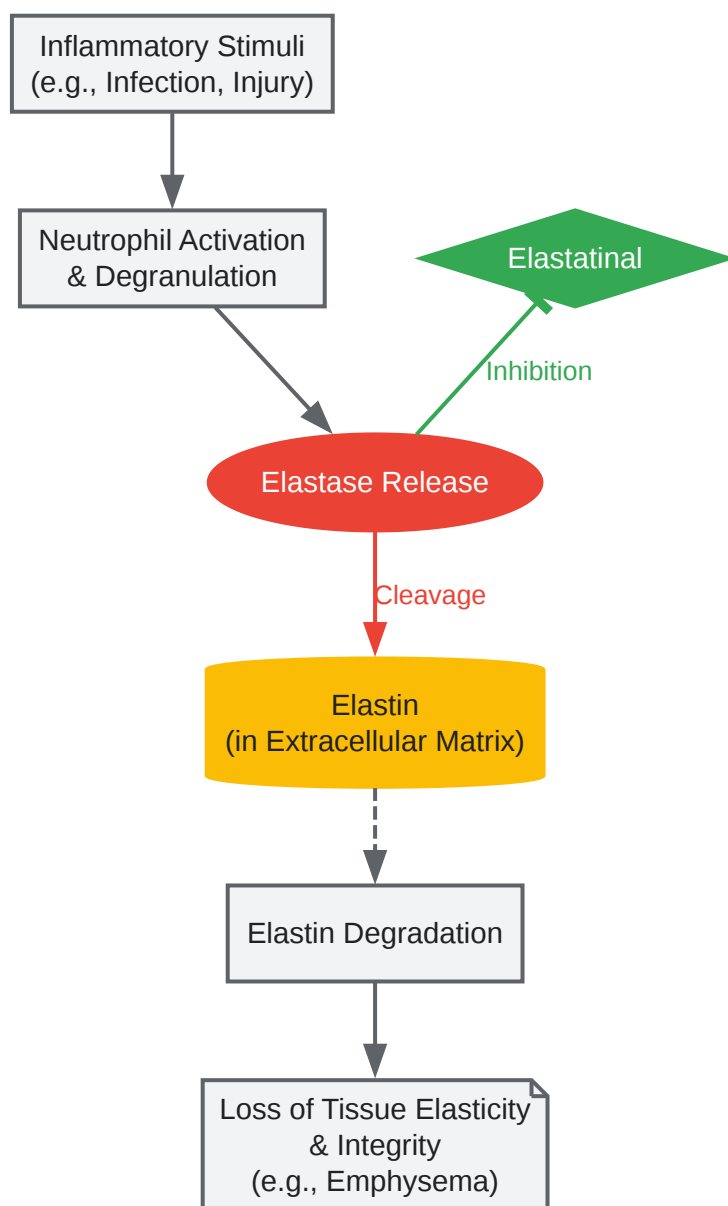 Inflammatory Stimuli
(e.g., Infection, Injury)
Neutrophil Activation
& Degranulation
Elastatinal
Inhibition
Elastase Release
Cleavage
Elastin
(in Extracellular Matrix)
Elastin Degradation
Loss of Tissue Elasticity
& Integrity
(e.g., Emphysema)